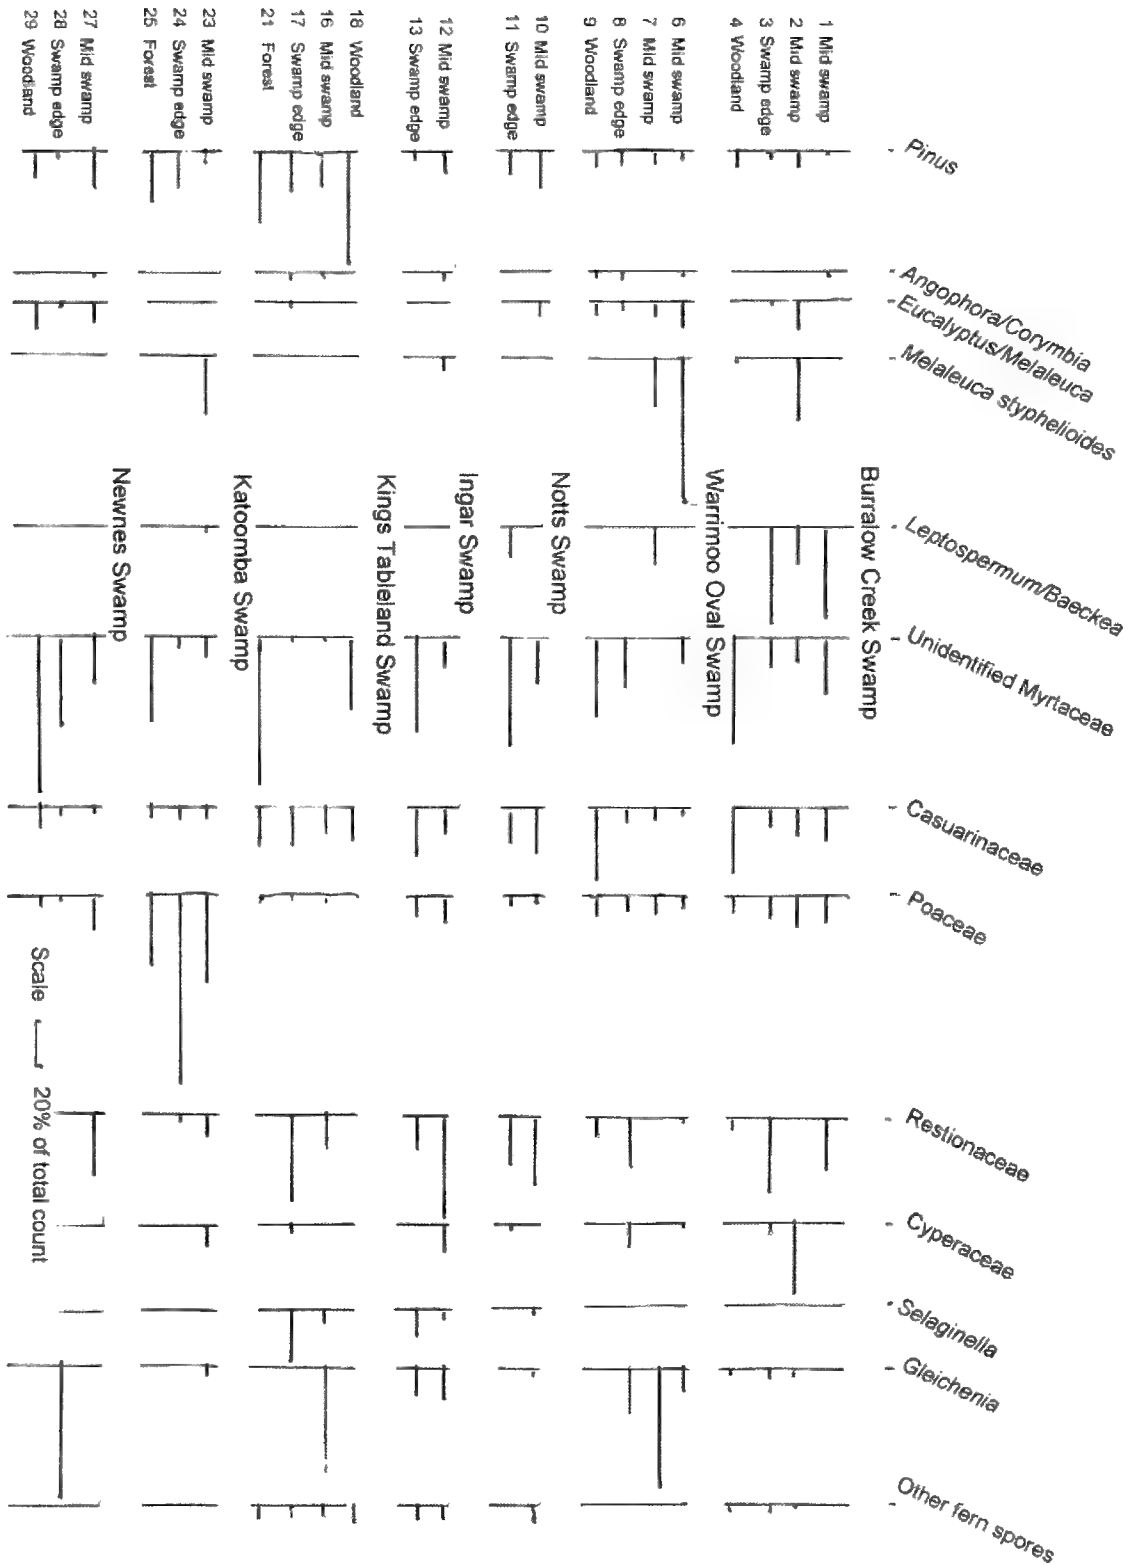 Pinus
Angophora/Corymbia
Eucalyptus/Melaleuca
Melaleuca styphelioides
Leptospermum/Baeckea
Unidentified Myrtaceae
Casuarinaceae
Poaceae
Restionaceae
Cyperaceae
Selaginella
Gleichenia
Other fern spores
Burralow Creek Swamp
1 Mid swamp
2 Mid swamp
3 Swamp edge
4 Woodland
Warrimoo Oval Swamp
6 Mid swamp
7 Mid swamp
8 Swamp edge
9 Woodland
Notts Swamp
10 Mid swamp
11 Swamp edge
Ingar Swamp
12 Mid swamp
13 Swamp edge
Kings Tableland Swamp
18 Woodland
16 Mid swamp
17 Swamp edge
21 Forest
Katoomba Swamp
23 Mid swamp
24 Swamp edge
25 Forest
Newnes Swamp
27 Mid swamp
28 Swamp edge
29 Woodland
Scale 20% of total count